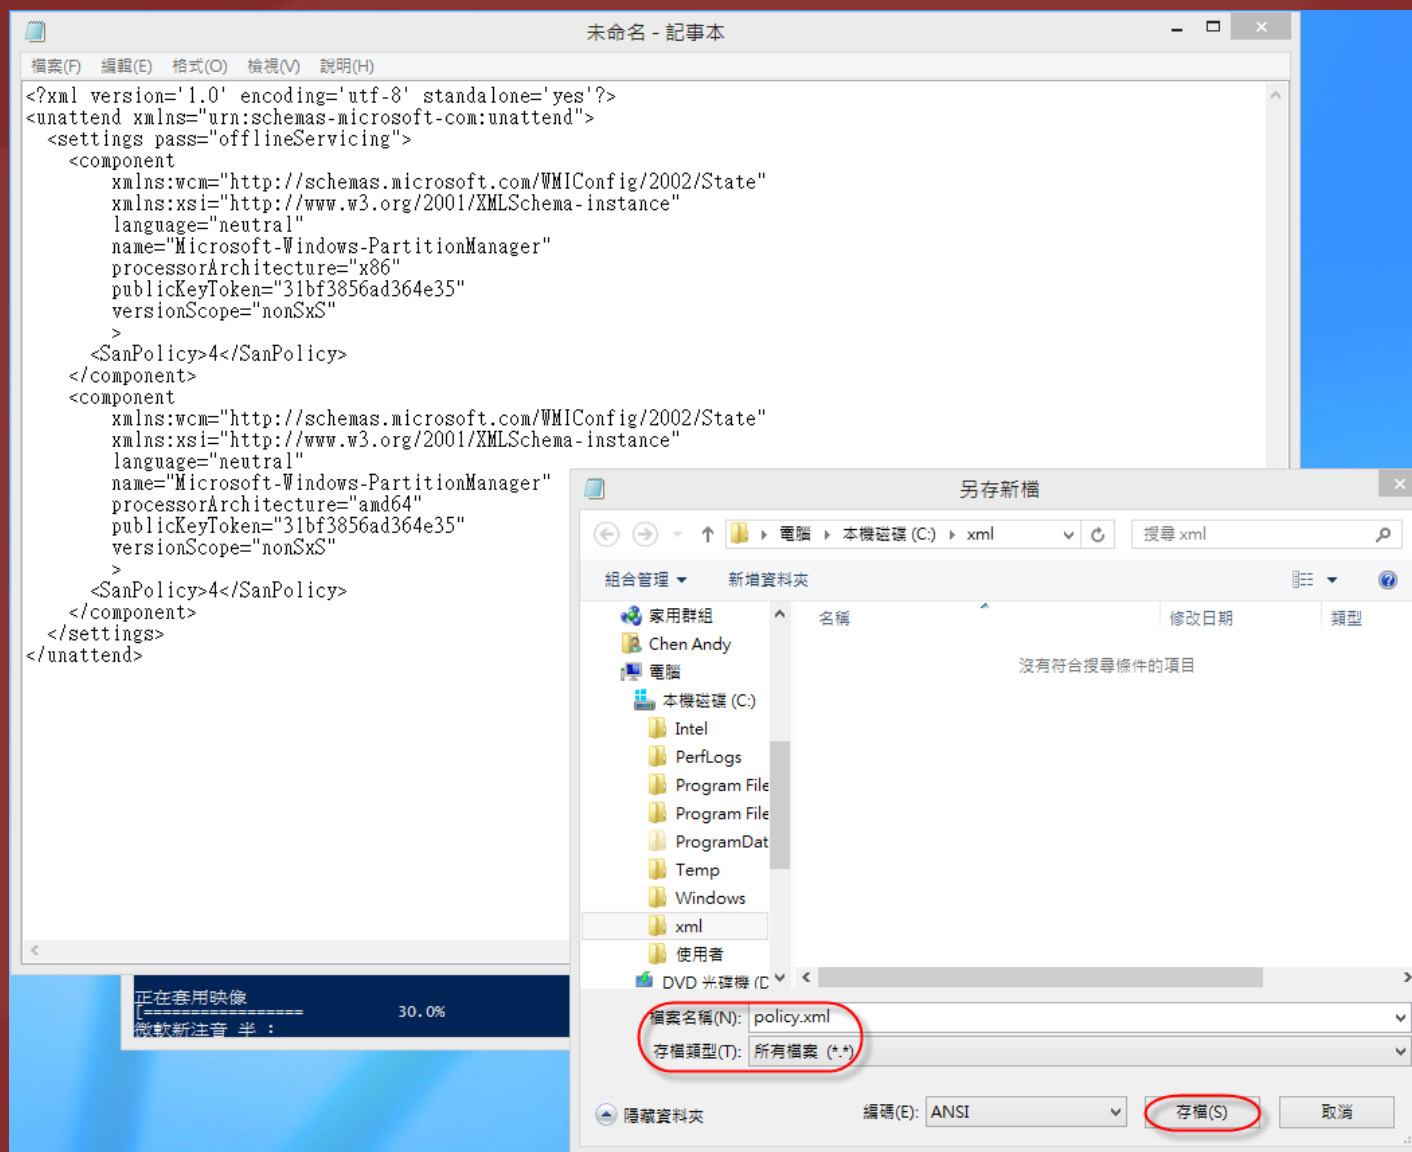 未命名 - 記事本
檔案(F) 編輯(E) 格式(O) 檢視(V) 說明(H)
<?xml version='1.0' encoding='utf-8' standalone='yes'?>
<unattend xmlns="urn:schemas-microsoft-com:unattend">
<settings pass="offlineServicing">
<component
xmlns:wcm="http://schemas.microsoft.com/WMIConfig/2002/State"
xmlns:xsi="http://www.w3.org/2001/XMLSchema-instance"
language="neutral"
name="Microsoft-Windows-PartitionManager"
processorArchitecture="x86"
publicKeyToken="31bf3856ad364e35"
versionScope="nonSxS"
>
<SanPolicy>4</SanPolicy>
</component>
<component
xmlns:wcm="http://schemas.microsoft.com/WMIConfig/2002/State"
xmlns:xsi="http://www.w3.org/2001/XMLSchema-instance"
language="neutral"
name="Microsoft-Windows-PartitionManager"
processorArchitecture="amd64"
publicKeyToken="31bf3856ad364e35"
versionScope="nonSxS"
>
<SanPolicy>4</SanPolicy>
</component>
</settings>
</unattend>
另存新檔
電腦 本機磁碟 (C:) xml
搜尋 xml
組合管理 新增資料夾
名稱 修改日期 類型
沒有符合搜尋條件的項目
家用群組
Chen Andy
電腦
本機磁碟 (C:)
Intel
PerfLogs
Program File
Program File
ProgramDat
Temp
Windows
xml
使用者
DVD 光碟機 (D
檔案名稱(N): policy.xml
存檔類型(T): 所有檔案 (*.*)
隱藏資料夾
編碼(E): ANSI
存檔(S)
取消
正在套用映像
[================= 30.0%
微軟新注音 半 :